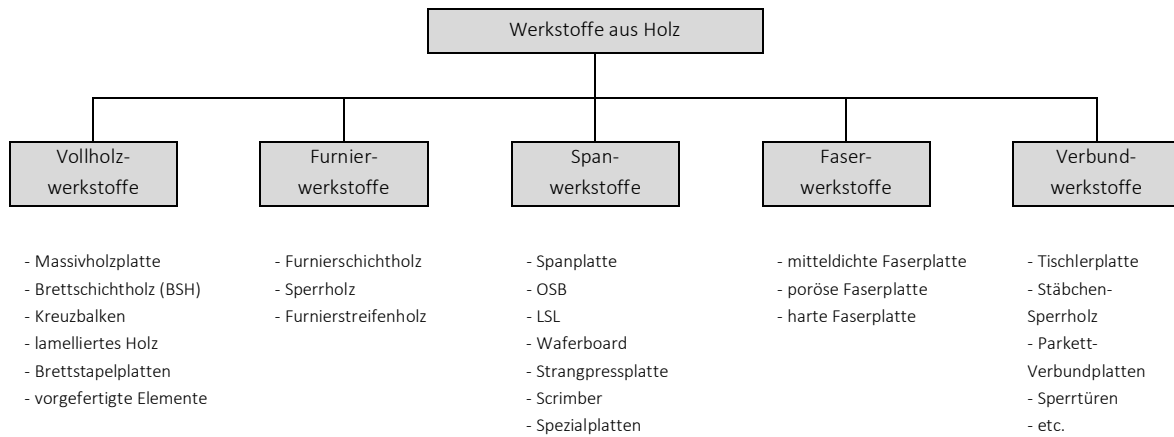 Werkstoffe aus Holz
Vollholz-
werkstoffe
- Massivholzplatte
- Brettschichtholz (BSH)
- Kreuzbalken
- lamelliertes Holz
- Brettstapelplatten
- vorgefertigte Elemente
Furnier-
werkstoffe
- Furnierschichtholz
- Sperrholz
- Furnierstreifenholz
Span-
werkstoffe
- Spanplatte
- OSB
- LSL
- Waferboard
- Strangpressplatte
- Scrimber
- Spezialplatten
Faser-
werkstoffe
- mitteldichte Faserplatte
- poröse Faserplatte
- harte Faserplatte
Verbund-
werkstoffe
- Tischlerplatte
- Stäbchen-
Sperrholz
- Parkett-
Verbundplatten
- Sperrtüren
- etc.